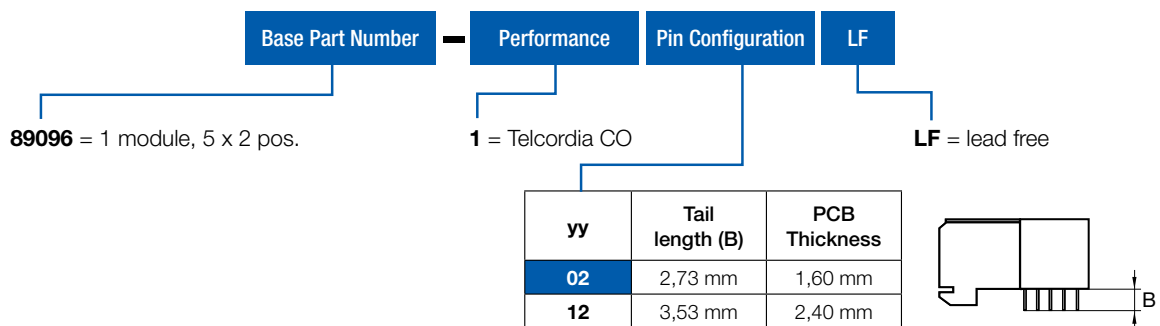 Base Part Number - Performance Pin Configuration LF
89096 = 1 module, 5 x 2 pos. 1 = Telcordia CO LF = lead free
yy Tail length (B) PCB Thickness
02 2,73 mm 1,60 mm
12 3,53 mm 2,40 mm
B